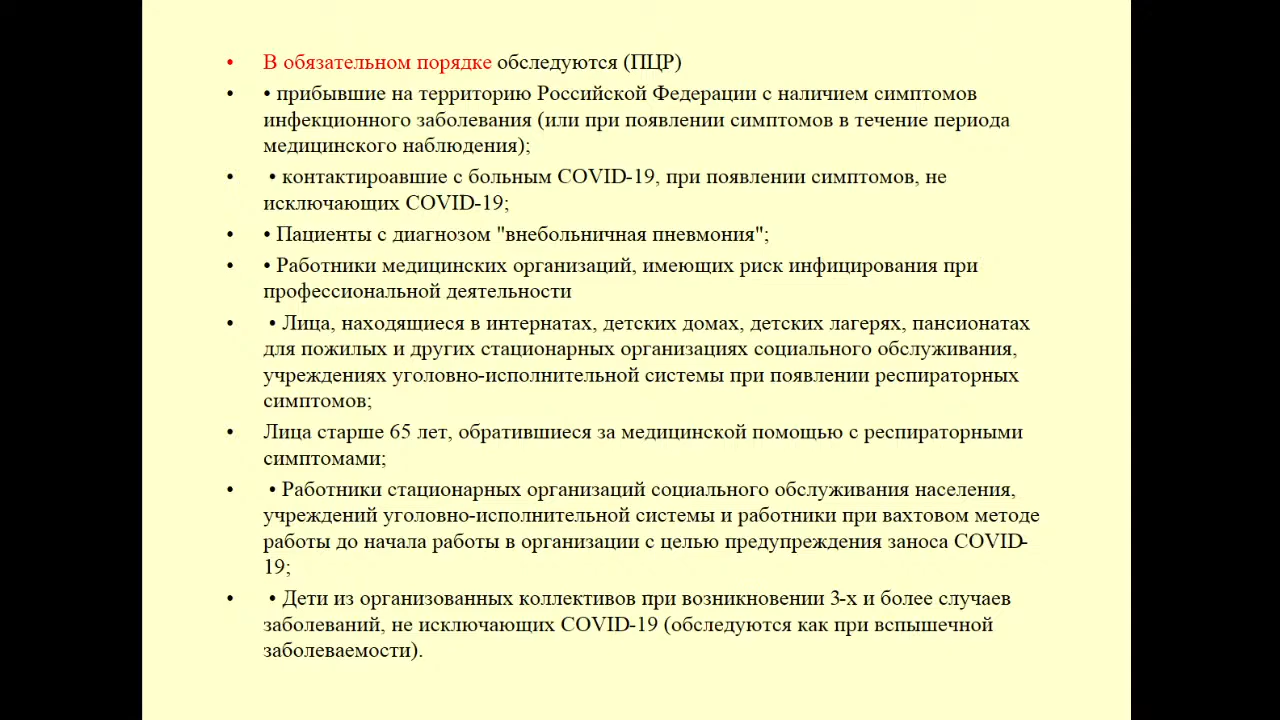 • В обязательном порядке обследуются (ПЦР)
• • прибывшие на территорию Российской Федерации с наличием симптомов
инфекционного заболевания (или при появлении симптомов в течение периода
медицинского наблюдения);
• • контактироавшие с больным COVID-19, при появлении симптомов, не
исключающих COVID-19;
• • Пациенты с диагнозом "внебольничная пневмония";
• • Работники медицинских организаций, имеющих риск инфицирования при
профессиональной деятельности
• • Лица, находящиеся в интернатах, детских домах, детских лагерях, пансионатах
для пожилых и других стационарных организациях социального обслуживания,
учреждениях уголовно-исполнительной системы при появлении респираторных
симптомов;
• Лица старше 65 лет, обратившиеся за медицинской помощью с респираторными
симптомами;
• • Работники стационарных организаций социального обслуживания населения,
учреждений уголовно-исполнительной системы и работники при вахтовом методе
работы до начала работы в организации с целью предупреждения заноса COVID-
19;
• • Дети из организованных коллективов при возникновении 3-х и более случаев
заболеваний, не исключающих COVID-19 (обследуются как при вспышечной
заболеваемости).